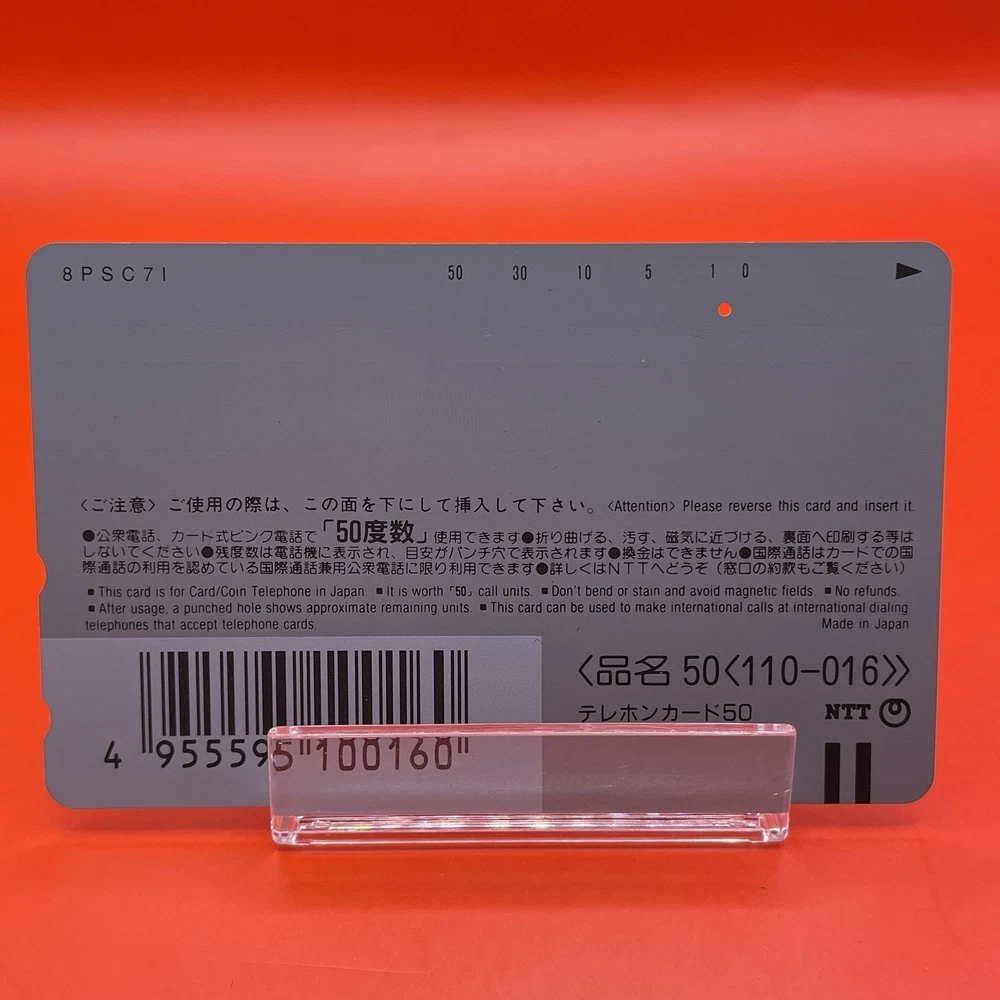 8PSC71 50 30 10 5 1 0 ▶
〈ご注意〉ご使用の際は、この面を下にして挿入して下さい。〈Attention〉 Please reverse this card and insert it.
●公衆電話、カード式ピンク電話で「50度数」使用できます●折り曲げる、汚す、磁気に近づける、裏面へ印刷する等は
しないでください●残度数は電話機に表示され、目安がパンチ穴で表示されます●換金はできません●国際通話はカードでの国
際通話の利用を認めている国際通話兼用公衆電話に限り利用できます●詳しくはNTTへどうぞ（窓口の約款もご覧ください）
■ This card is for Card/Coin Telephone in Japan. ■ It is worth「50」call units. ■ Don't bend or stain and avoid magnetic fields. ■ No refunds.
■ After usage, a punched hole shows approximate remaining units. ■ This card can be used to make international calls at international dialing
telephones that accept telephone cards. Made in Japan
〈品名 50〈110-016〉〉
テレホンカード50 NTT
4 955595 100160